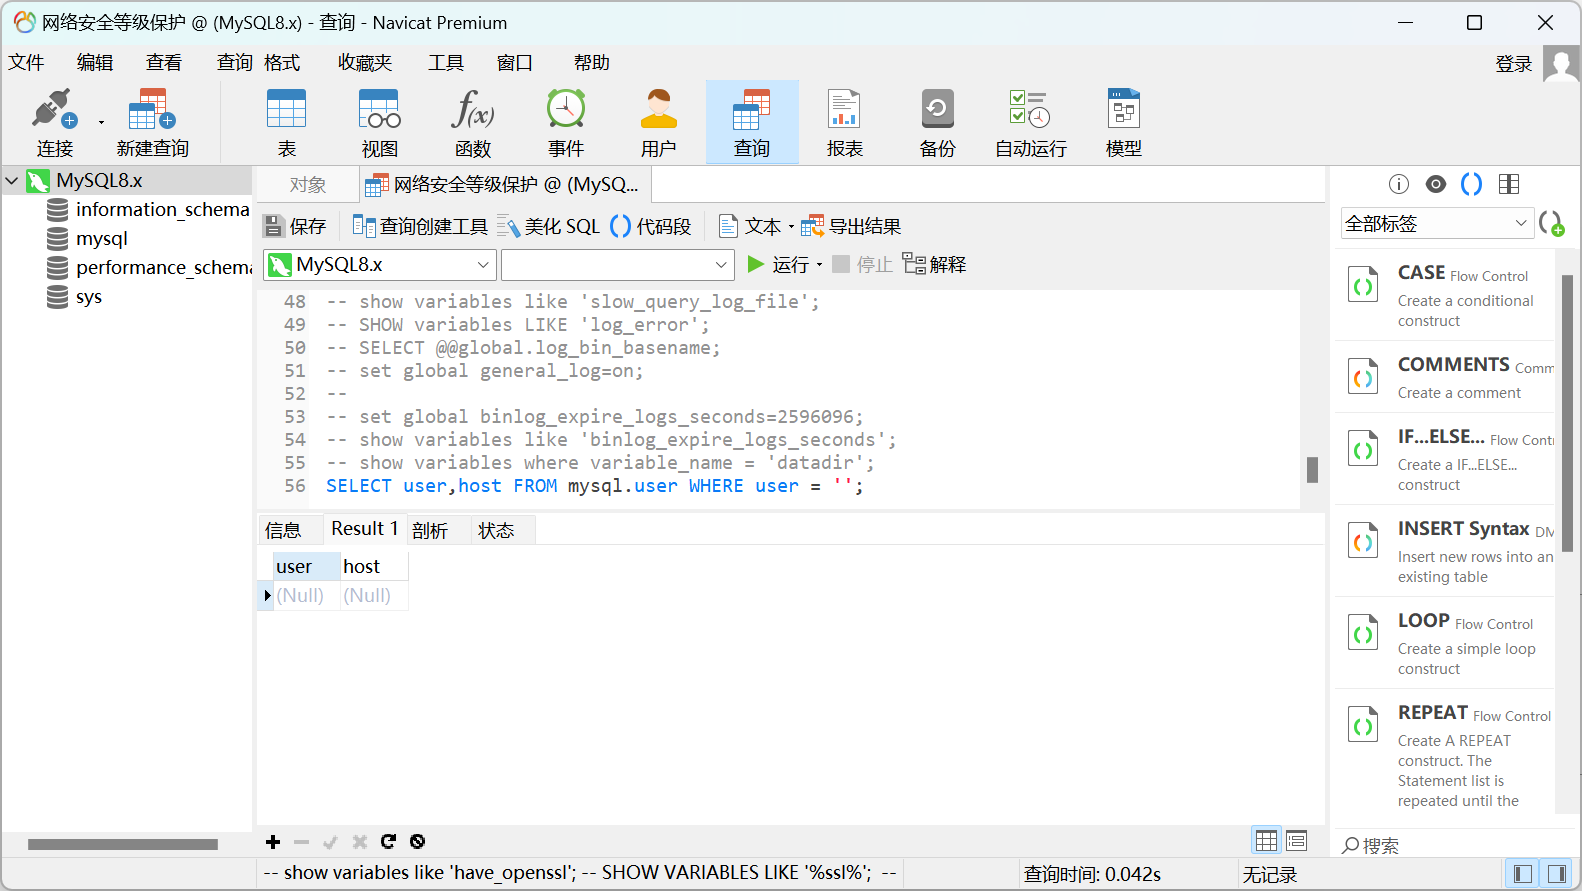 网络安全等级保护 @ (MySQL8.x) - 查询 - Navicat Premium
文件 编辑 查看 查询 格式 收藏夹 工具 窗口 帮助 登录
连接 新建查询 表 视图 函数 事件 用户 查询 报表 备份 自动运行 模型
f(x)
MySQL8.x
information_schema
mysql
performance_schema
sys
对象 网络安全等级保护 @ (MySQ...
保存 查询创建工具 美化 SQL 代码段 文本 导出结果
MySQL8.x 运行 停止 解释
48 -- show variables like 'slow_query_log_file';
49 -- SHOW variables LIKE 'log_error';
50 -- SELECT @@global.log_bin_basename;
51 -- set global general_log=on;
52 --
53 -- set global binlog_expire_logs_seconds=2596096;
54 -- show variables like 'binlog_expire_logs_seconds';
55 -- show variables where variable_name = 'datadir';
56 SELECT user,host FROM mysql.user WHERE user = '';
信息 Result 1 剖析 状态
user host
(Null) (Null)
全部标签
CASE Flow Control
Create a conditional
construct
COMMENTS Comm
Create a comment
IF...ELSE... Flow Cont
Create a IF...ELSE...
construct
INSERT Syntax DM
Insert new rows into an
existing table
LOOP Flow Control
Create a simple loop
construct
REPEAT Flow Control
Create A REPEAT
construct. The
Statement list is
repeated until the
搜索
-- show variables like 'have_openssl'; -- SHOW VARIABLES LIKE '%ssl%'; --
查询时间: 0.042s
无记录